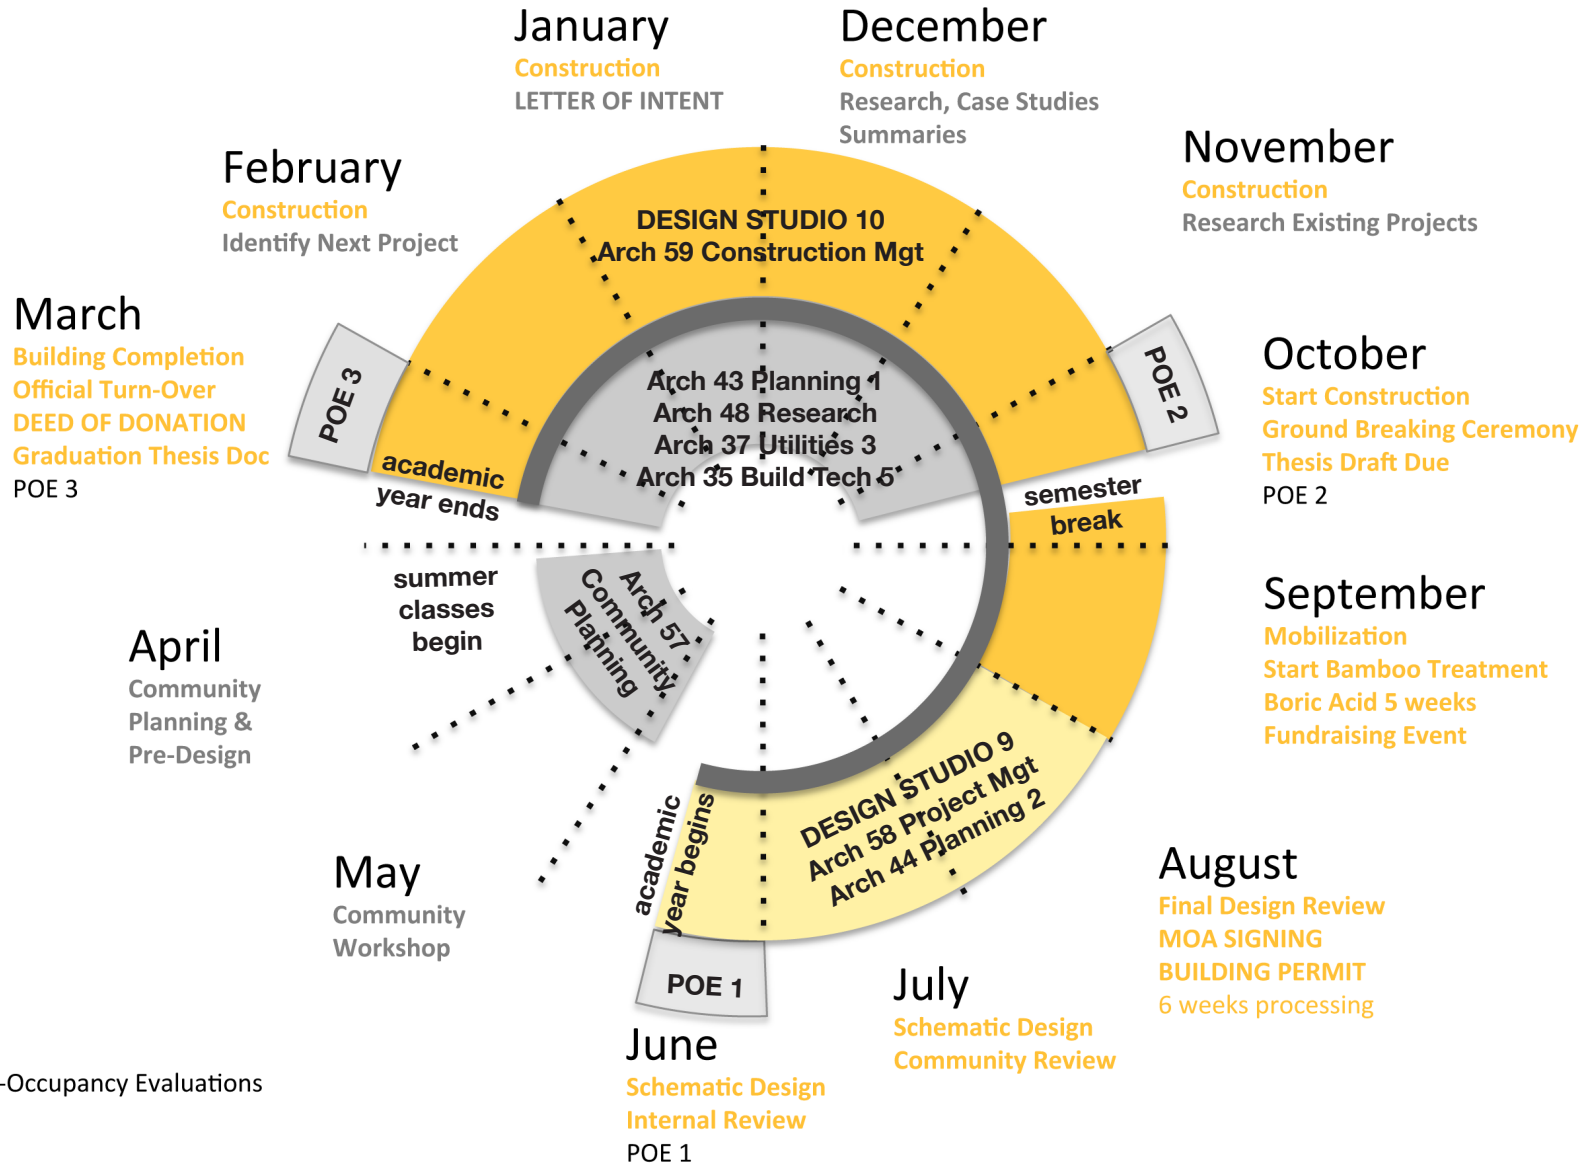 January
Construction
LETTER OF INTENT
December
Construction
Research, Case Studies
Summaries
November
Construction
Research Existing Projects
February
Construction
Identify Next Project
March
Building Completion
Official Turn-Over
DEED OF DONATION
Graduation Thesis Doc
POE 3
October
Start Construction
Ground Breaking Ceremony
Thesis Draft Due
POE 2
DESIGN STUDIO 10
Arch 59 Construction Mgt
POE 3
POE 2
Arch 43 Planning 1
Arch 48 Research
Arch 37 Utilities 3
Arch 35 Build Tech 5
academic
year ends
semester
break
summer
classes
begin
Arch 57
Community
Planning
September
Mobilization
Start Bamboo Treatment
Boric Acid 5 weeks
Fundraising Event
April
Community
Planning &
Pre-Design
DESIGN STUDIO 9
Arch 58 Project Mgt
Arch 44 Planning 2
academic
year begins
May
Community
Workshop
August
Final Design Review
MOA SIGNING
BUILDING PERMIT
6 weeks processing
POE 1
July
Schematic Design
Community Review
June
Schematic Design
Internal Review
POE 1
-Occupancy Evaluations